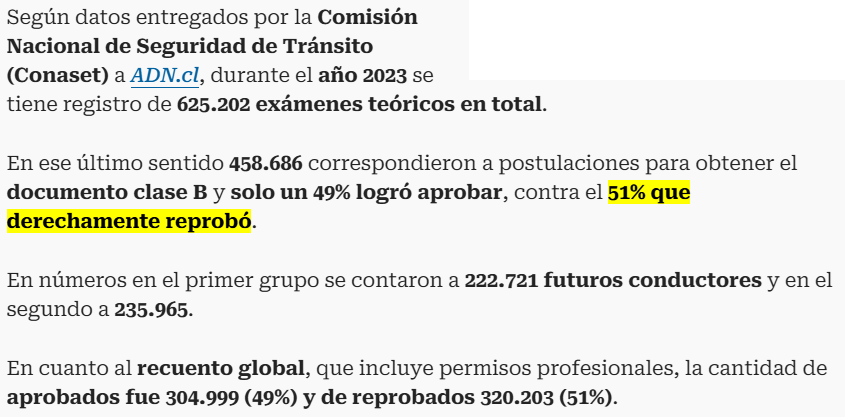 Según datos entregados por la Comisión
Nacional de Seguridad de Tránsito
(Conaset) a ADN.cl, durante el año 2023 se
tiene registro de 625.202 exámenes teóricos en total.
En ese último sentido 458.686 correspondieron a postulaciones para obtener el
documento clase B y solo un 49% logró aprobar, contra el 51% que
derechamente reprobó.
En números en el primer grupo se contaron a 222.721 futuros conductores y en el
segundo a 235.965.
En cuanto al recuento global, que incluye permisos profesionales, la cantidad de
aprobados fue 304.999 (49%) y de reprobados 320.203 (51%).